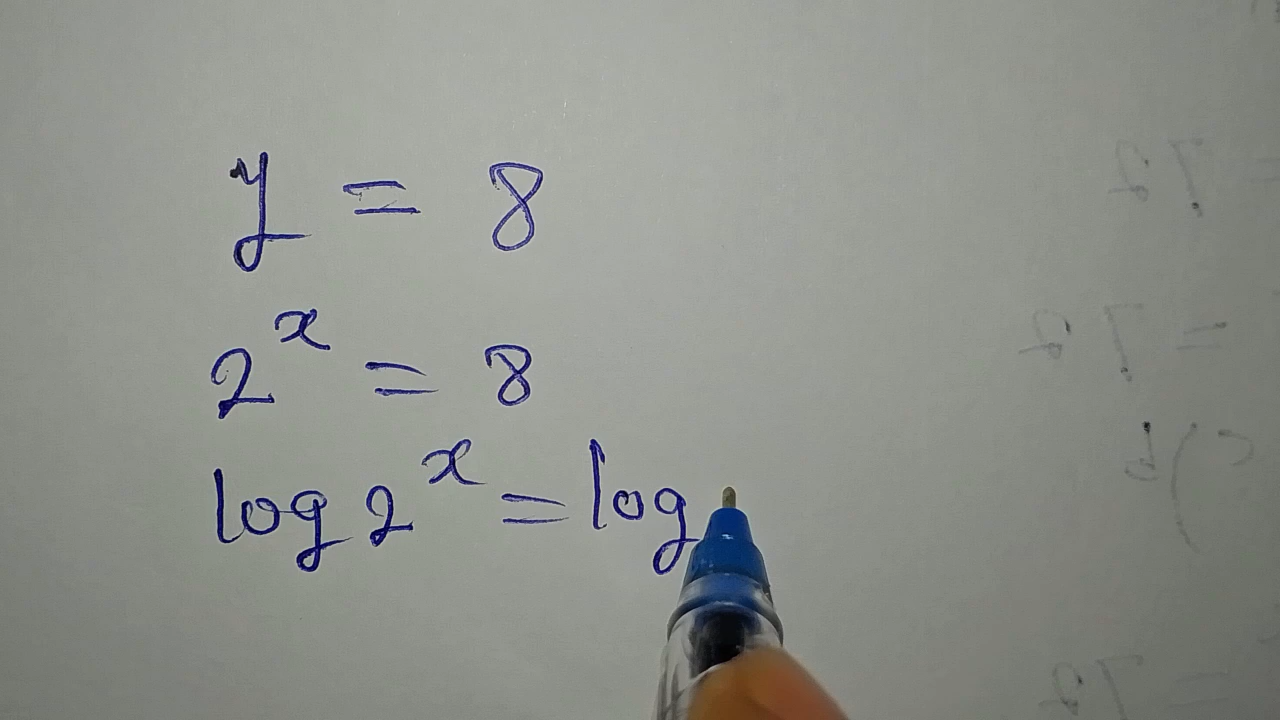 y = 8
2^x = 8
log 2^x = log